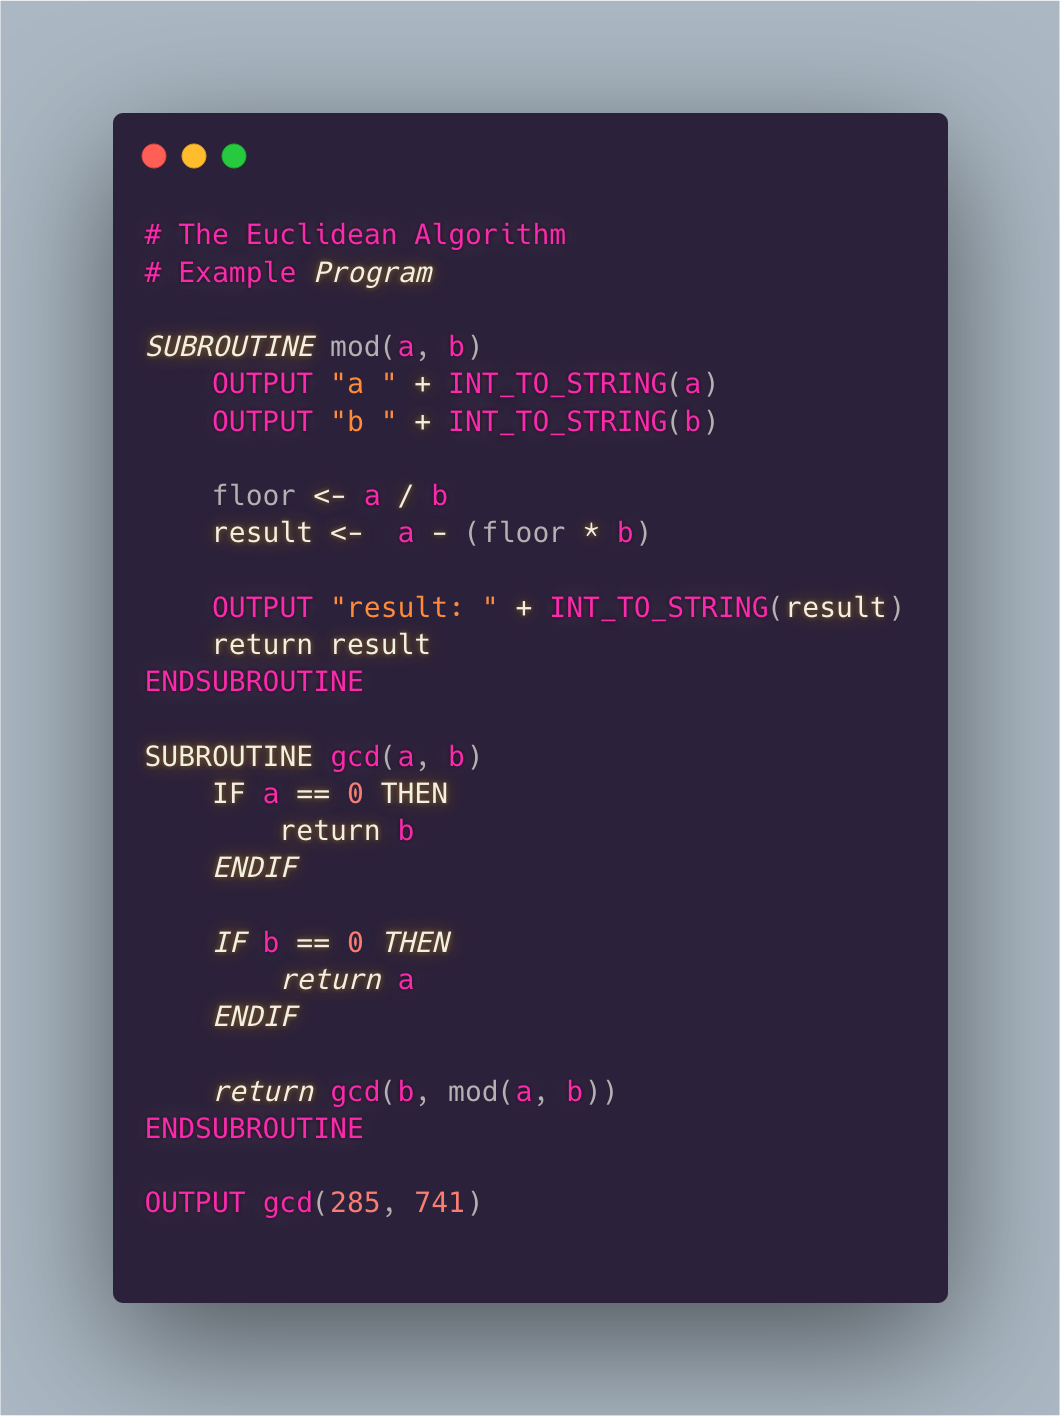 # The Euclidean Algorithm
# Example Program
SUBROUTINE mod(a, b)
    OUTPUT "a " + INT_TO_STRING(a)
    OUTPUT "b " + INT_TO_STRING(b)
    floor <- a / b
    result <-  a - (floor * b)
    OUTPUT "result: " + INT_TO_STRING(result)
    return result
ENDSUBROUTINE
SUBROUTINE gcd(a, b)
    IF a == 0 THEN
        return b
    ENDIF
    IF b == 0 THEN
        return a
    ENDIF
    return gcd(b, mod(a, b))
ENDSUBROUTINE
OUTPUT gcd(285, 741)